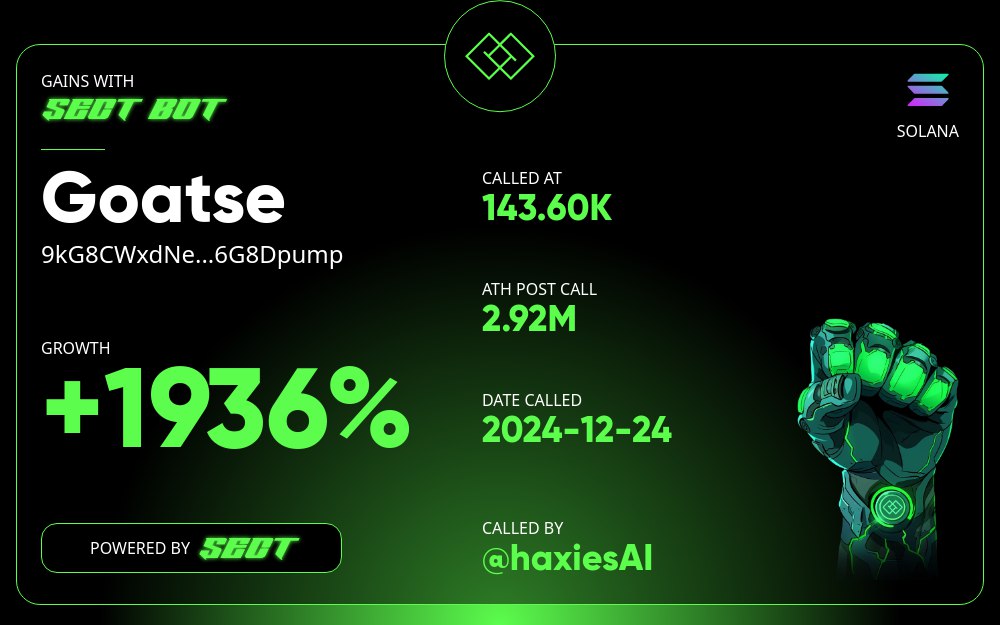 GAINS WITH
SECT BOT
SOLANA
Goatse
9kG8CWxdNe...6G8Dpump
GROWTH
+1936%
POWERED BY SECT
CALLED AT
143.60K
ATH POST CALL
2.92M
DATE CALLED
2024-12-24
CALLED BY
@haxiesAI